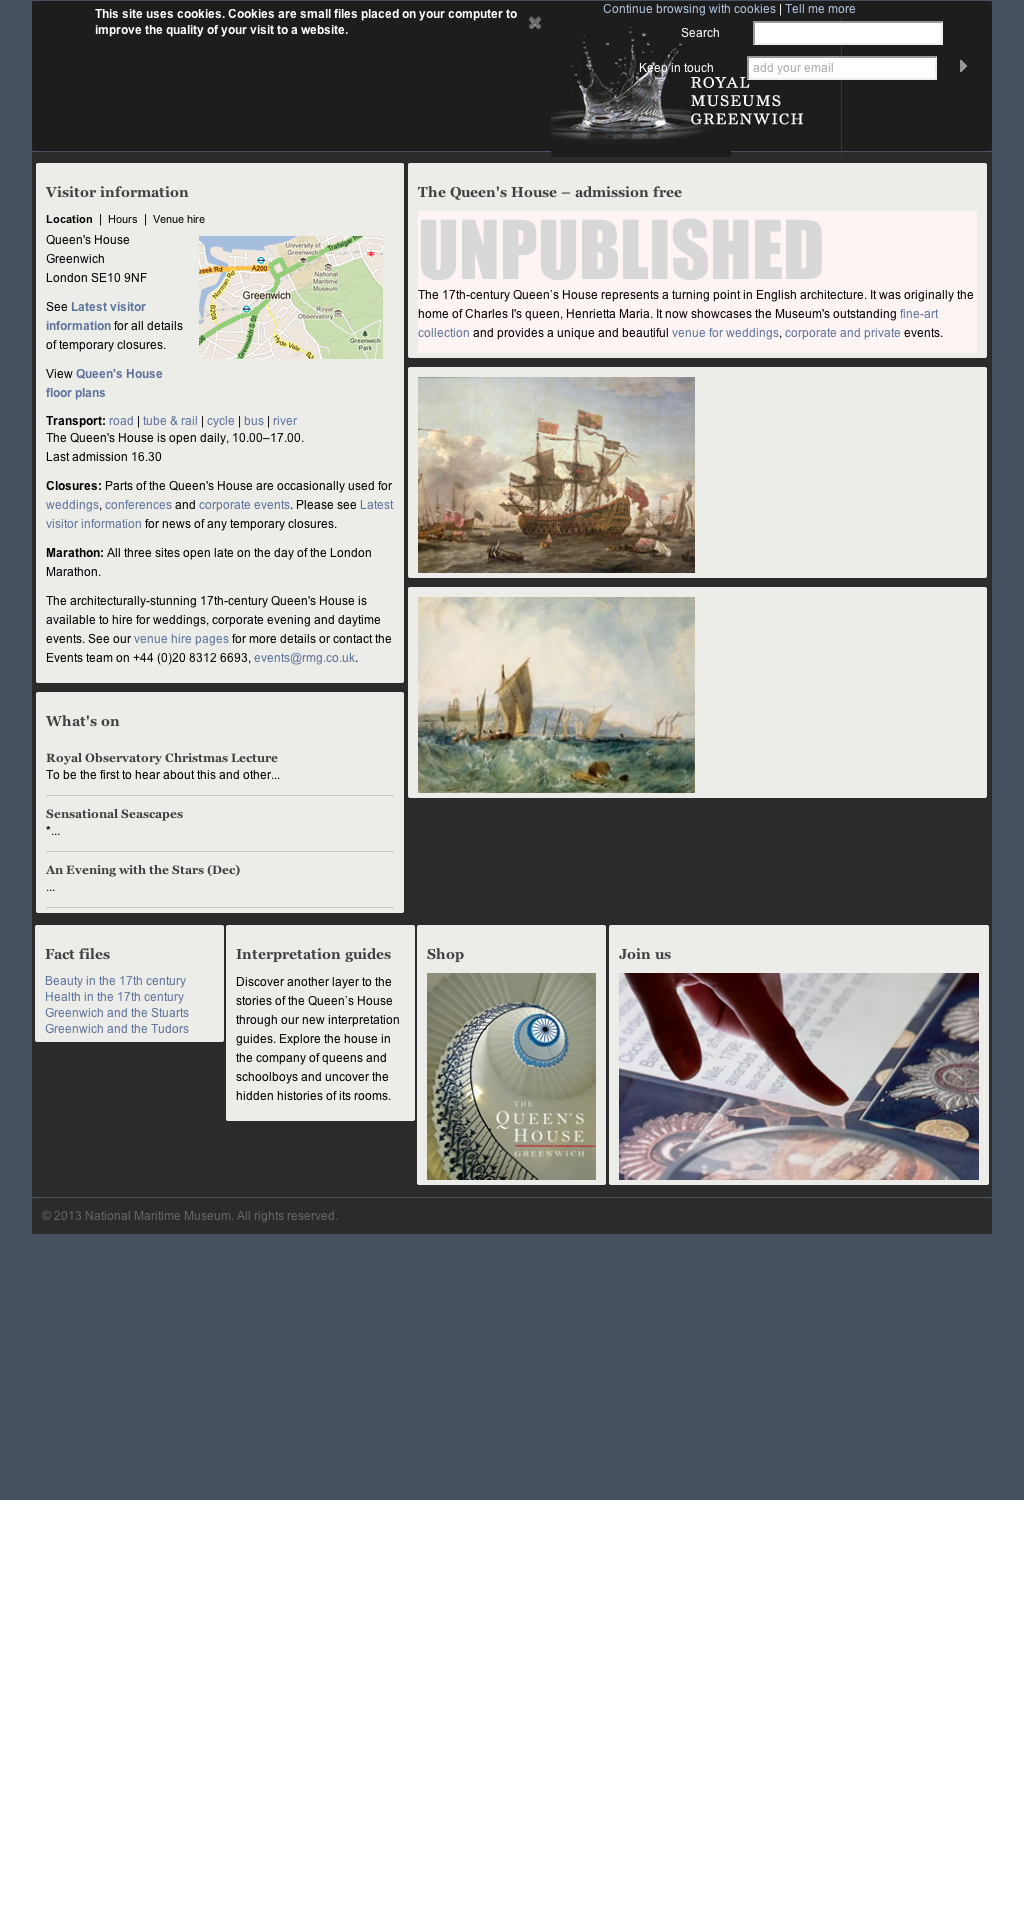 This site uses cookies. Cookies are small files placed on your computer to
improve the quality of your visit to a website.
Continue browsing with cookies | Tell me more
Search
Keep in touch
add your email
ROYAL
MUSEUMS
GREENWICH
Visitor information
Location | Hours | Venue hire
Queen's House
Greenwich
London SE10 9NF
See Latest visitor
information for all details
of temporary closures.
View Queen's House
floor plans
University of
Greenwich
Trafalgar R
reek Rd
A200
Norman Rd
National
Maritime
Museum
Greenwich
B208
Royal
Observatory
Greenwich S St
Hyde Vale
Greenwich
Park
Transport: road | tube & rail | cycle | bus | river
The Queen's House is open daily, 10.00–17.00.
Last admission 16.30
Closures: Parts of the Queen's House are occasionally used for
weddings, conferences and corporate events. Please see Latest
visitor information for news of any temporary closures.
Marathon: All three sites open late on the day of the London
Marathon.
The architecturally-stunning 17th-century Queen's House is
available to hire for weddings, corporate evening and daytime
events. See our venue hire pages for more details or contact the
Events team on +44 (0)20 8312 6693, events@rmg.co.uk.
The Queen's House – admission free
UNPUBLISHED
The 17th-century Queen’s House represents a turning point in English architecture. It was originally the
home of Charles I's queen, Henrietta Maria. It now showcases the Museum's outstanding fine-art
collection and provides a unique and beautiful venue for weddings, corporate and private events.
What's on
Royal Observatory Christmas Lecture
To be the first to hear about this and other...
Sensational Seascapes
*...
An Evening with the Stars (Dec)
...
Fact files
Beauty in the 17th century
Health in the 17th century
Greenwich and the Stuarts
Greenwich and the Tudors
Interpretation guides
Discover another layer to the
stories of the Queen’s House
through our new interpretation
guides. Explore the house in
the company of queens and
schoolboys and uncover the
hidden histories of its rooms.
Shop
THE
QUEEN'S
HOUSE
GREENWICH
Join us
© 2013 National Maritime Museum. All rights reserved.